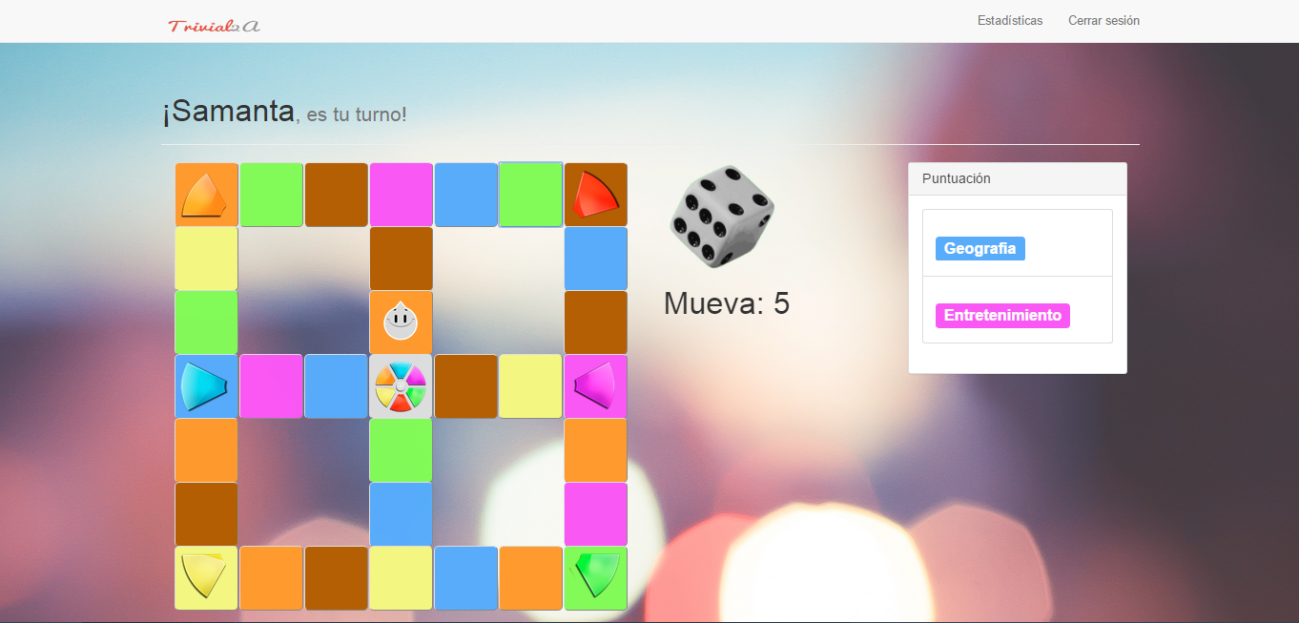 Trivial2A
Estadísticas
Cerrar sesión
¡Samanta, es tu turno!
Mueva: 5
Puntuación
Geografia
Entretenimiento